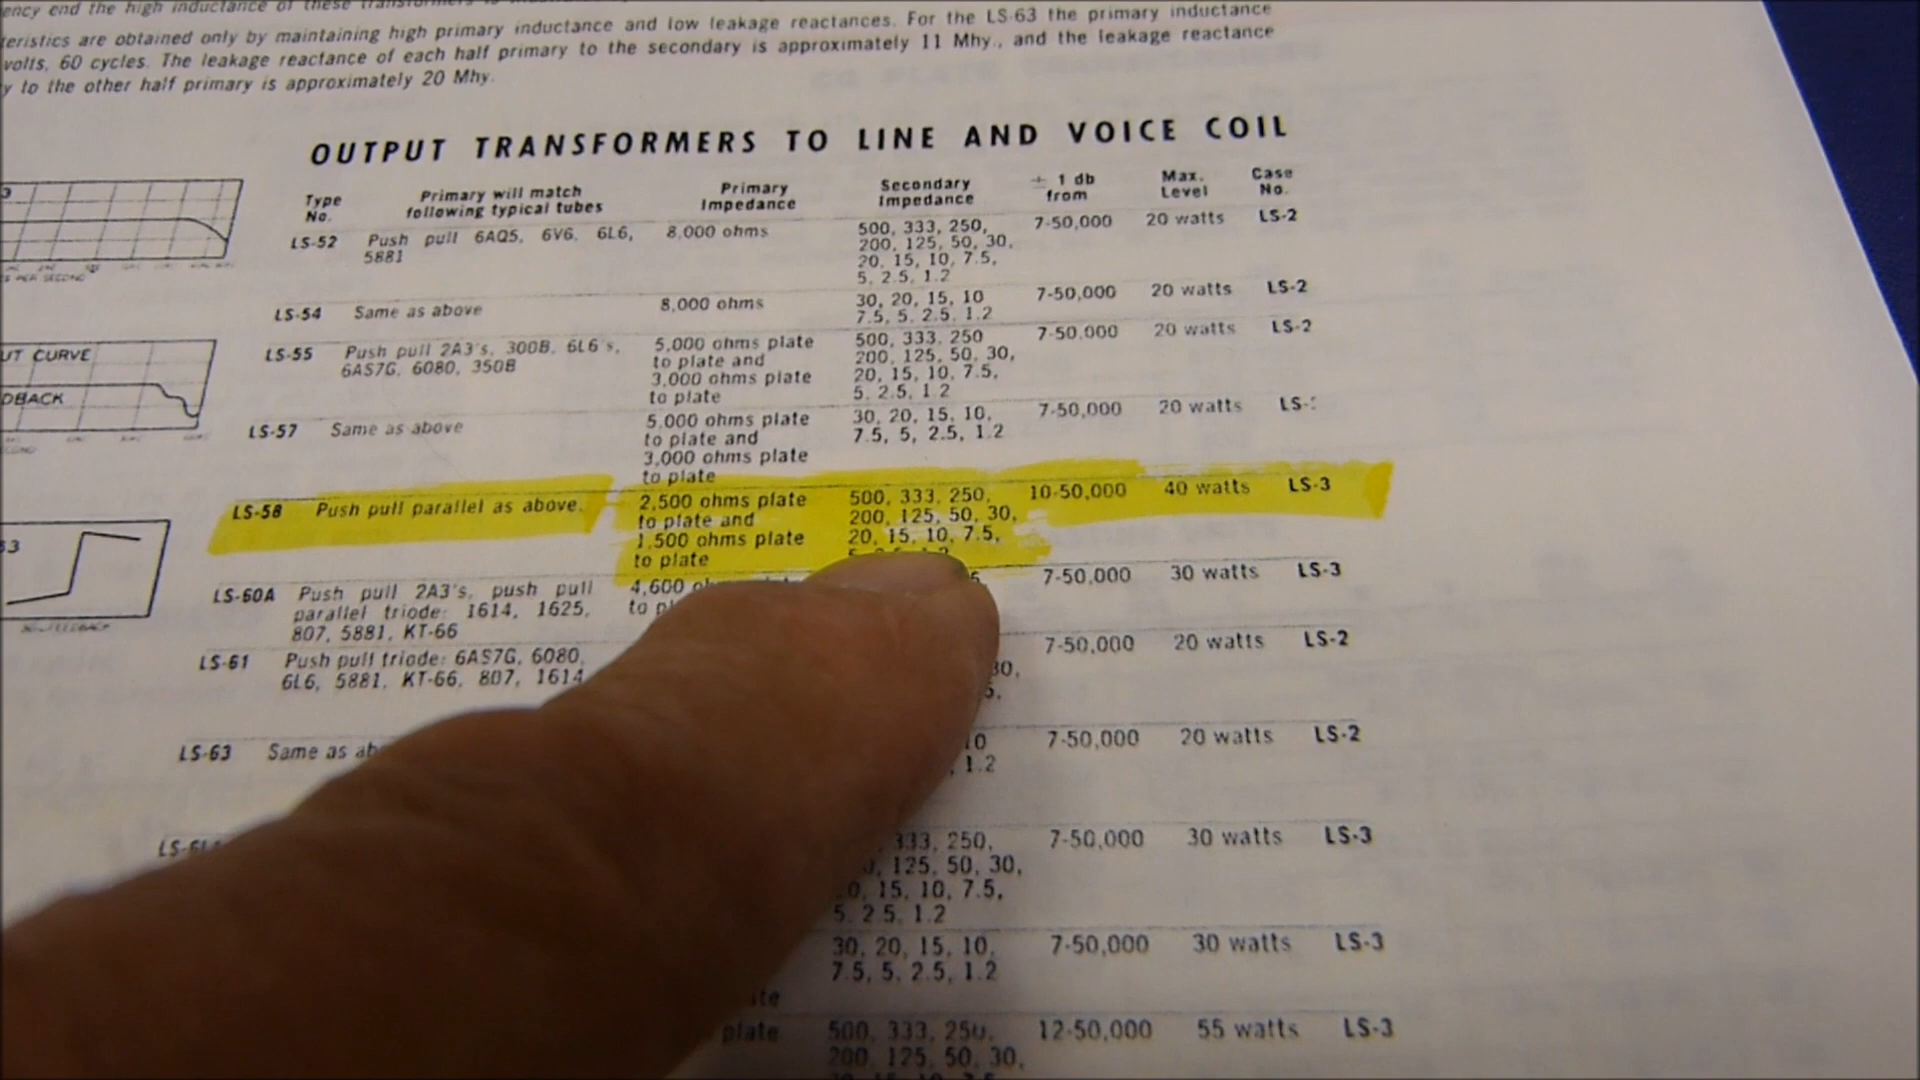 ency end the high inductance of these
teristics are obtained only by maintaining high primary inductance and low leakage reactances. For the LS-63 the primary inductance
volts, 60 cycles. The leakage reactance of each half primary to the secondary is approximately 11 Mhy., and the leakage reactance
y to the other half primary is approximately 20 Mhy.
OUTPUT TRANSFORMERS TO LINE AND VOICE COIL
Type No. Primary will match following typical tubes Primary Impedance Secondary Impedance ± 1 db from Max. Level Case No.
LS-52 Push pull 6AQ5, 6V6, 6L6, 8,000 ohms 500, 333, 250, 7-50,000 20 watts LS-2
5881 200, 125, 50, 30,
20, 15, 10, 7.5,
5, 2.5, 1.2
LS-54 Same as above 8,000 ohms 30, 20, 15, 10 7-50,000 20 watts LS-2
7.5, 5, 2.5, 1.2
LS-55 Push pull 2A3's, 300B, 6L6's, 5,000 ohms plate 500, 333, 250 7-50,000 20 watts LS-2
6AS7G, 6080, 350B to plate and 200, 125, 50, 30,
3,000 ohms plate 20, 15, 10, 7.5,
to plate 5, 2.5, 1.2
LS-57 Same as above 5,000 ohms plate 30, 20, 15, 10, 7-50,000 20 watts LS-
to plate and 7.5, 5, 2.5, 1.2
3,000 ohms plate
to plate
LS-58 Push pull parallel as above. 2,500 ohms plate 500, 333, 250, 10-50,000 40 watts LS-3
to plate and 200, 125, 50, 30,
1,500 ohms plate 20, 15, 10, 7.5,
to plate
LS-60A Push pull 2A3's, push pull 4,600 7-50,000 30 watts LS-3
parallel triode: 1614, 1625, to
807, 5881, KT-66
LS-61 Push pull triode: 6AS7G, 6080, 7-50,000 20 watts LS-2
6L6, 5881, KT-66, 807, 1614 30,
5,
LS-63 Same as ab 10 7-50,000 20 watts LS-2
1.2
333, 250, 7-50,000 30 watts LS-3
125, 50, 30,
0, 15, 10, 7.5,
5, 2.5, 1.2
30, 20, 15, 10, 7-50,000 30 watts LS-3
7.5, 5, 2.5, 1.2
plate 500, 333, 250, 12-50,000 55 watts LS-3
200, 125, 50, 30,
UT CURVE
DBACK